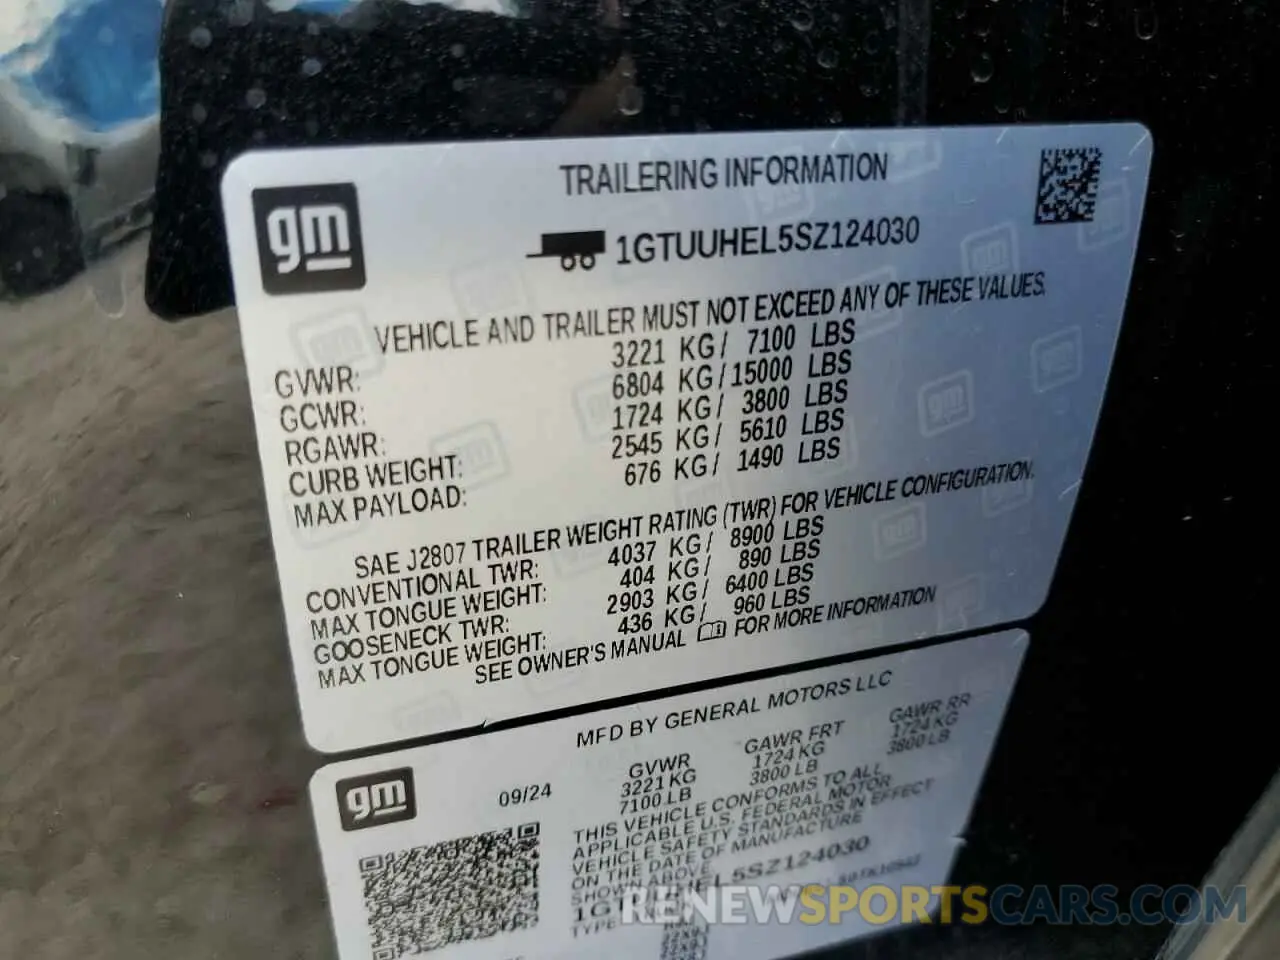 gm
TRAILERING INFORMATION
1GTUUHEL5SZ124030
VEHICLE AND TRAILER MUST NOT EXCEED ANY OF THESE VALUES.
GVWR: 3221 KG/ 7100 LBS
GCWR: 6804 KG/15000 LBS
RGAWR: 1724 KG/ 3800 LBS
CURB WEIGHT: 2545 KG/ 5610 LBS
MAX PAYLOAD: 676 KG/ 1490 LBS
SAE J2807 TRAILER WEIGHT RATING (TWR) FOR VEHICLE CONFIGURATION.
CONVENTIONAL TWR: 4037 KG/ 8900 LBS
MAX TONGUE WEIGHT: 404 KG/ 890 LBS
GOOSENECK TWR: 2903 KG/ 6400 LBS
MAX TONGUE WEIGHT: 436 KG/ 960 LBS
SEE OWNER'S MANUAL FOR MORE INFORMATION
MFD BY GENERAL MOTORS LLC
gm
09/24
GVWR GAWR FRT GAWR RR
3221 KG 1724 KG 1724 KG
7100 LB 3800 LB 3800 LB
THIS VEHICLE CONFORMS TO ALL
APPLICABLE U.S. FEDERAL MOTOR
VEHICLE SAFETY STANDARDS IN EFFECT
ON THE DATE OF MANUFACTURE
SHOWN ABOVE.
1GTUUHEL5SZ124030
RENEWSPORTSCARS.COM